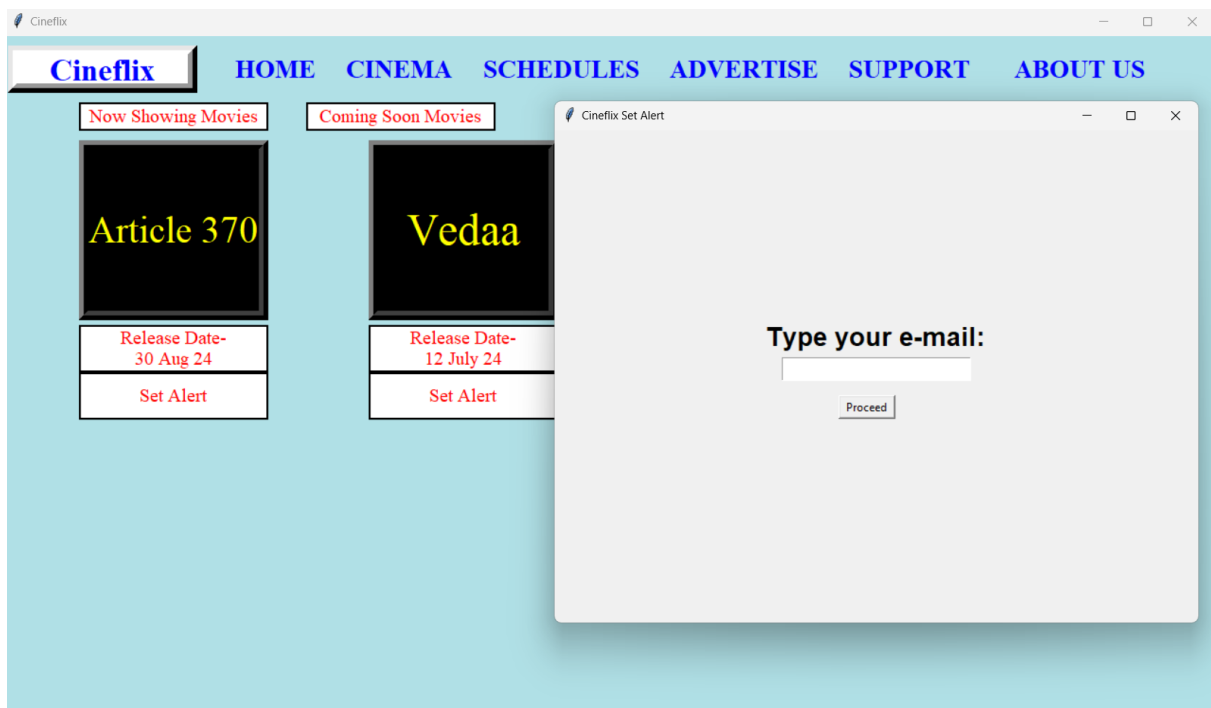 Cineflix
Cineflix HOME CINEMA SCHEDULES ADVERTISE SUPPORT ABOUT US
Now Showing Movies
Coming Soon Movies
Article 370
Release Date-
30 Aug 24
Set Alert
Vedaa
Release Date-
12 July 24
Set Alert
Cineflix Set Alert
Type your e-mail:
Proceed